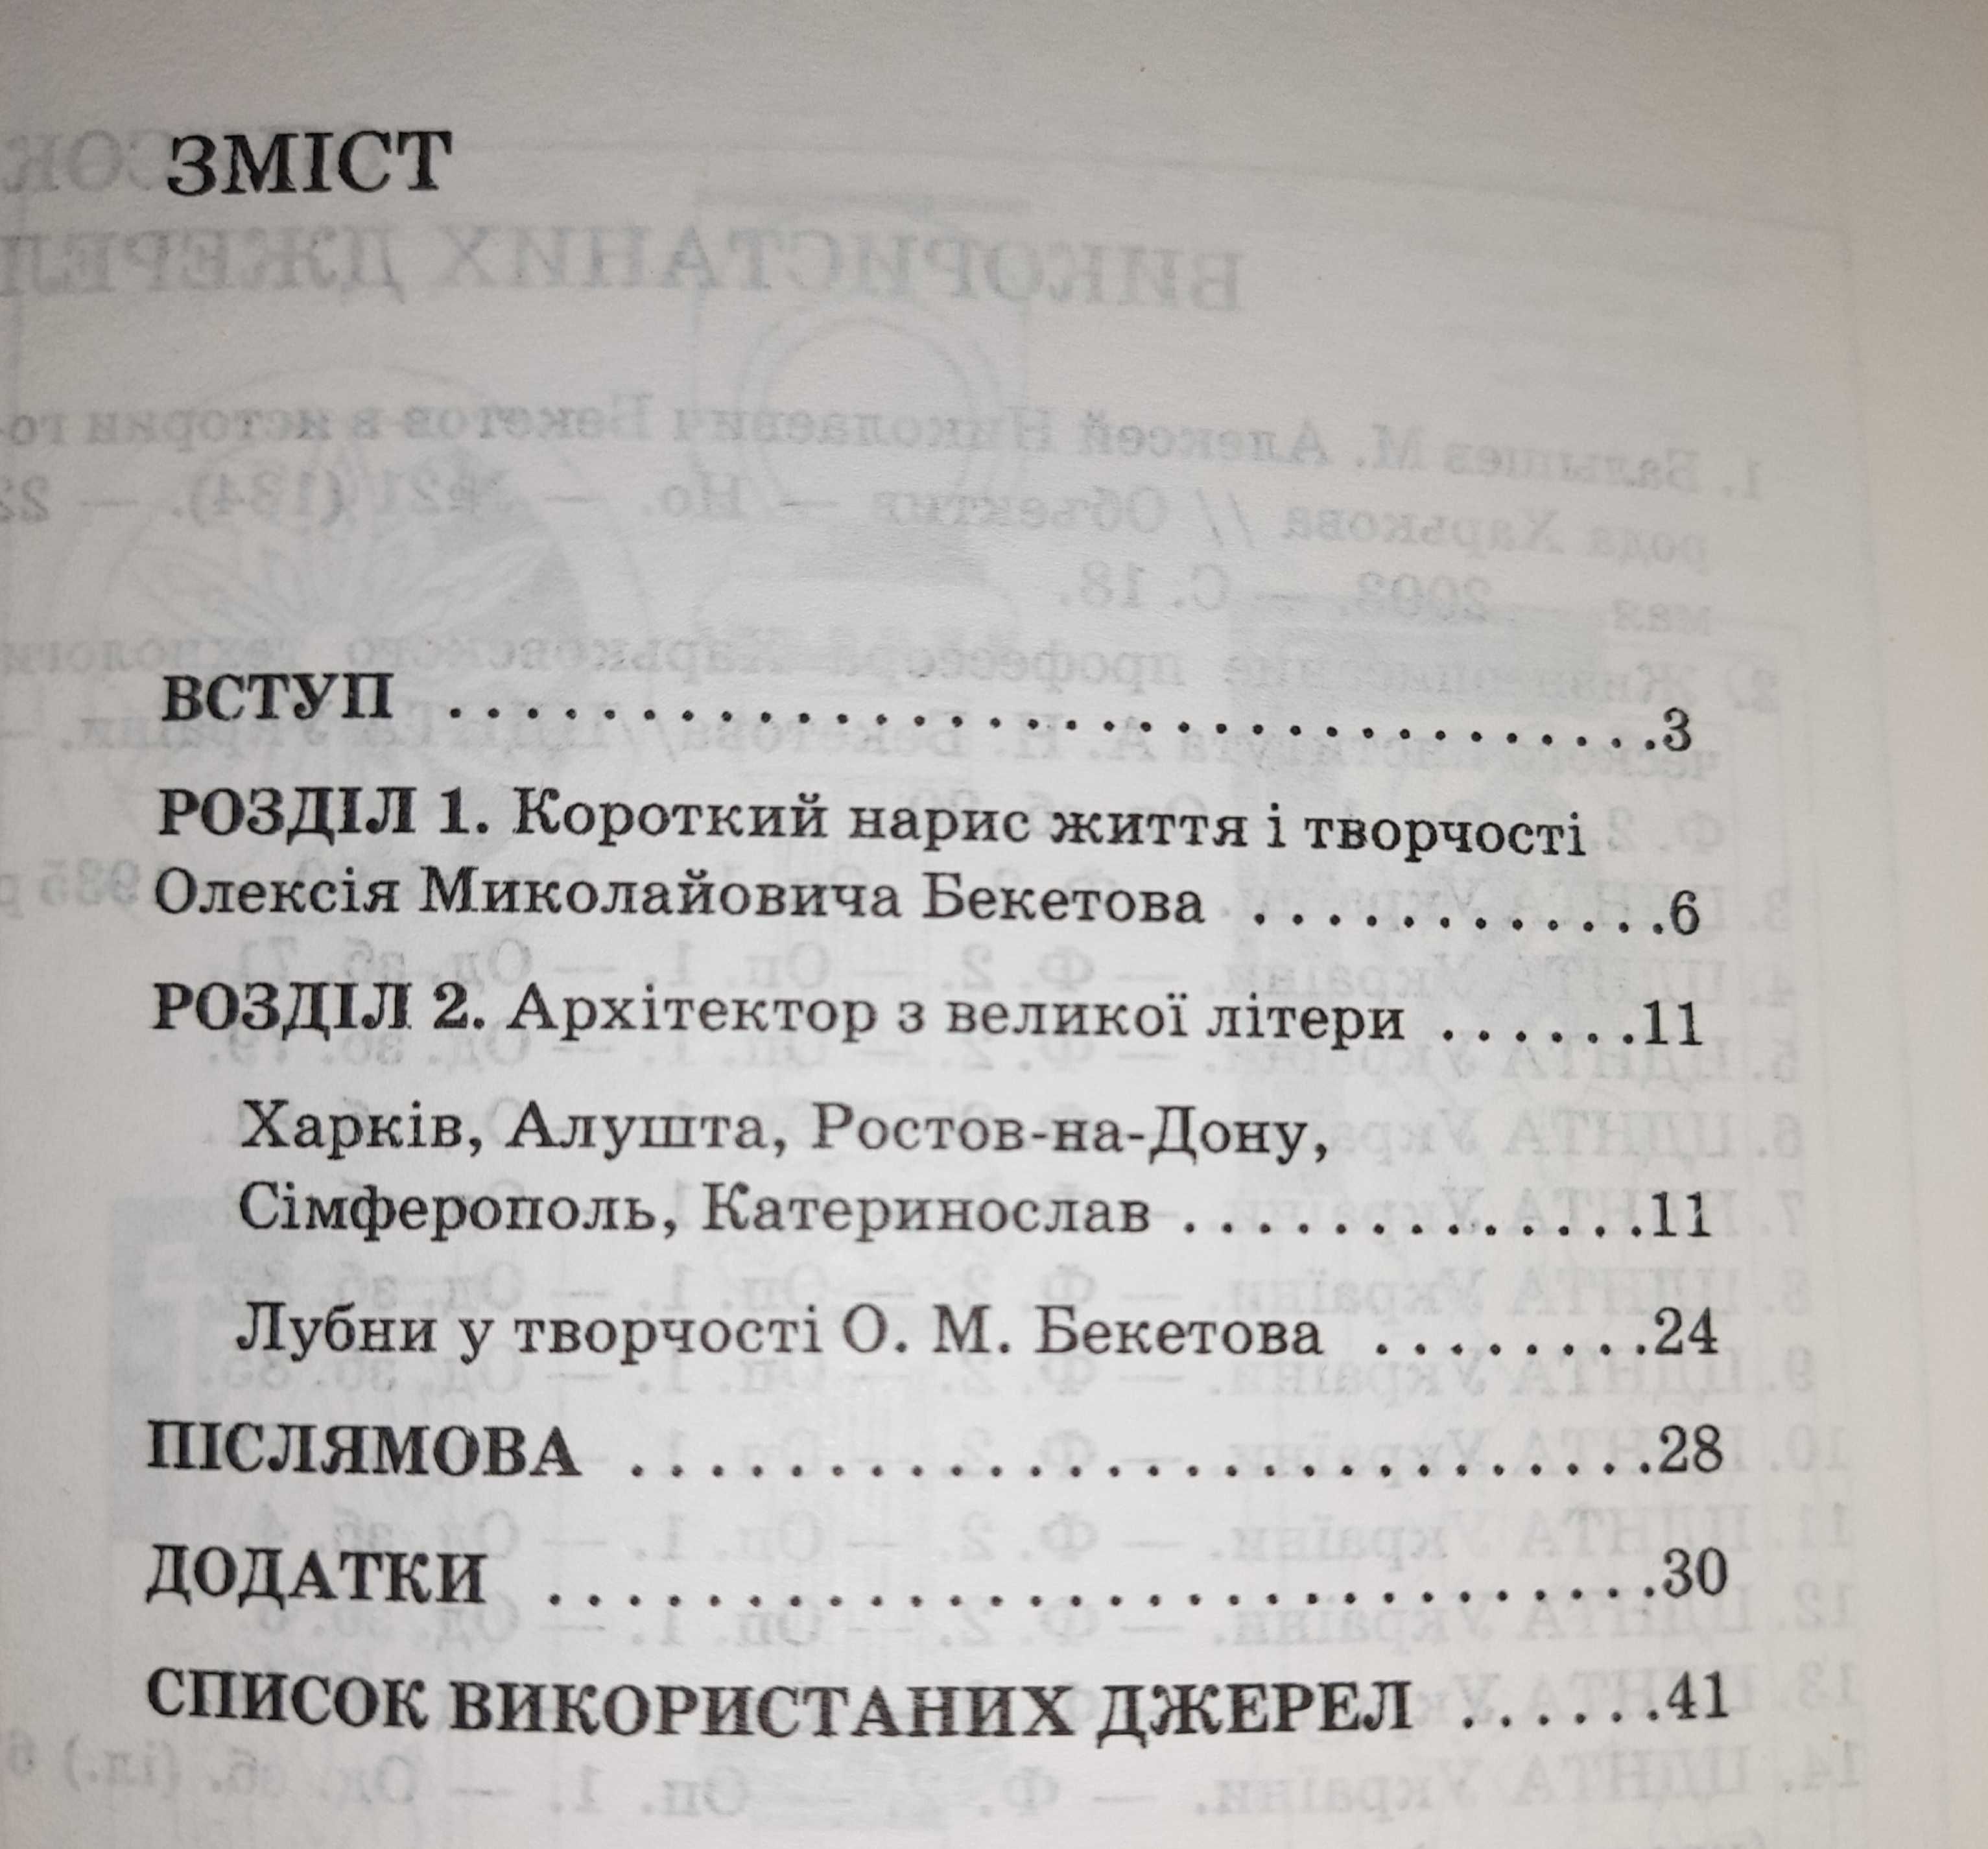 ЗМІСТ
ВСТУП . . . . . . . . . . . . . . . . . . . . . . . . . . . . . . . .3
РОЗДІЛ 1. Короткий нарис життя і творчості
Олексія Миколайовича Бекетова . . . . . . . . . . . .6
РОЗДІЛ 2. Архітектор з великої літери . . . . . .11
Харків, Алушта, Ростов-на-Дону,
Сімферополь, Катеринослав . . . . . . . . . . . . .11
Лубни у творчості О. М. Бекетова . . . . . . . .24
ПІСЛЯМОВА . . . . . . . . . . . . . . . . . . . . . . . . . .28
ДОДАТКИ . . . . . . . . . . . . . . . . . . . . . . . . . . . .30
СПИСОК ВИКОРИСТАНИХ ДЖЕРЕЛ . . . . . .41